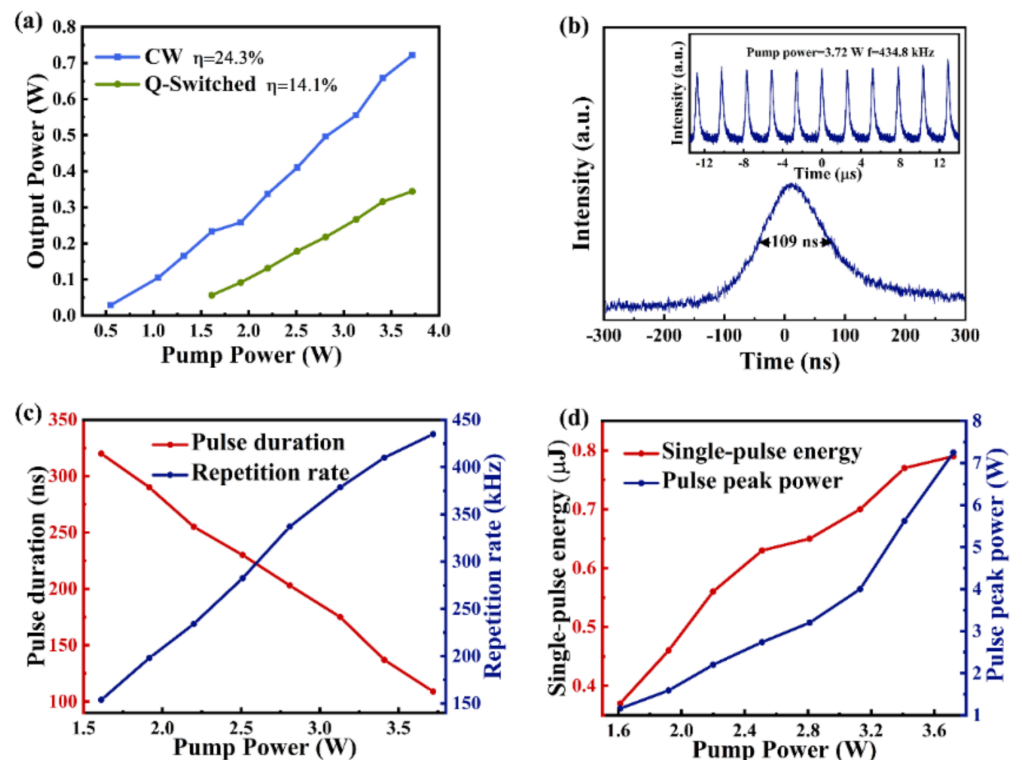 (a)
0.8
0.7
0.6
0.5
0.4
0.3
0.2
0.1
0.0
Output Power (W)
CW η=24.3%
Q-Switched η=14.1%
0.5 1.0 1.5 2.0 2.5 3.0 3.5 4.0
Pump Power (W)
(b)
Intensity (a.u.)
Intensity (a.u.)
Pump power=3.72 W f=434.8 kHz
-12 -8 -4 0 4 8 12
Time (μs)
109 ns
-300 -200 -100 0 100 200 300
Time (ns)
(c)
350
300
250
200
150
100
Pulse duration (ns)
Pulse duration
Repetition rate
450
400
350
300
250
200
150
Repetition rate (kHz)
1.5 2.0 2.5 3.0 3.5
Pump Power (W)
(d)
0.8
0.7
0.6
0.5
0.4
Single-pulse energy (μJ)
Single-pulse energy
Pulse peak power
8
7
6
5
4
3
2
1
Pulse peak power (W)
1.6 2.0 2.4 2.8 3.2 3.6
Pump Power (W)